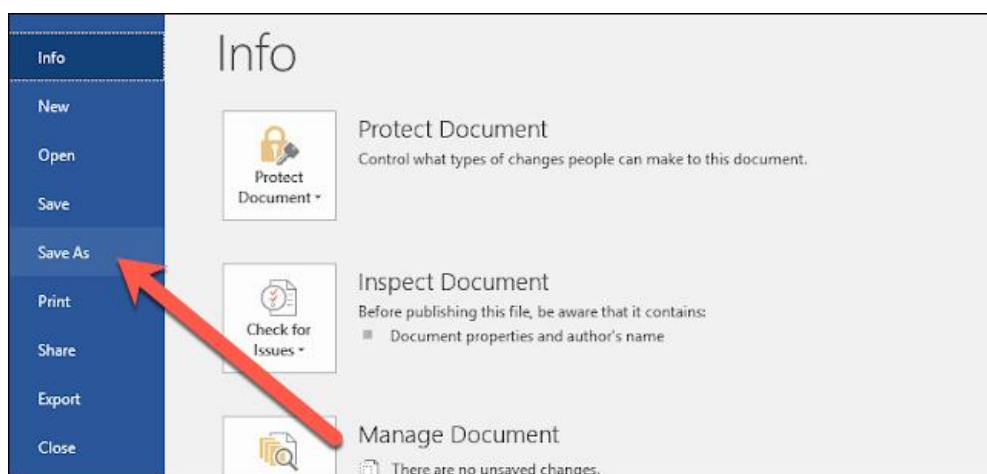 Info
New
Open
Save
Save As
Print
Share
Export
Close
Info
Protect
Document
Protect Document
Control what types of changes people can make to this document.
Check for
Issues
Inspect Document
Before publishing this file, be aware that it contains:
Document properties and author's name
Manage Document
There are no unsaved changes.